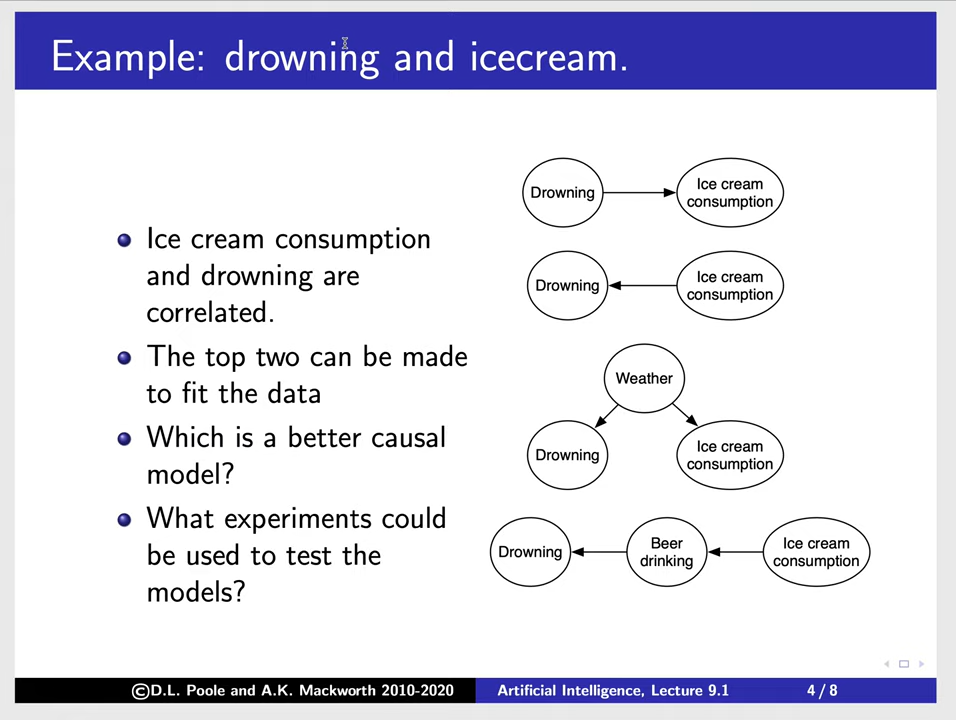 Example: drowning and icecream.
Ice cream consumption
and drowning are
correlated.
The top two can be made
to fit the data
Which is a better causal
model?
What experiments could
be used to test the
models?
Drowning
Ice cream
consumption
Drowning
Ice cream
consumption
Weather
Drowning
Ice cream
consumption
Drowning
Beer
drinking
Ice cream
consumption
©D.L. Poole and A.K. Mackworth 2010-2020
Artificial Intelligence, Lecture 9.1
4 / 8